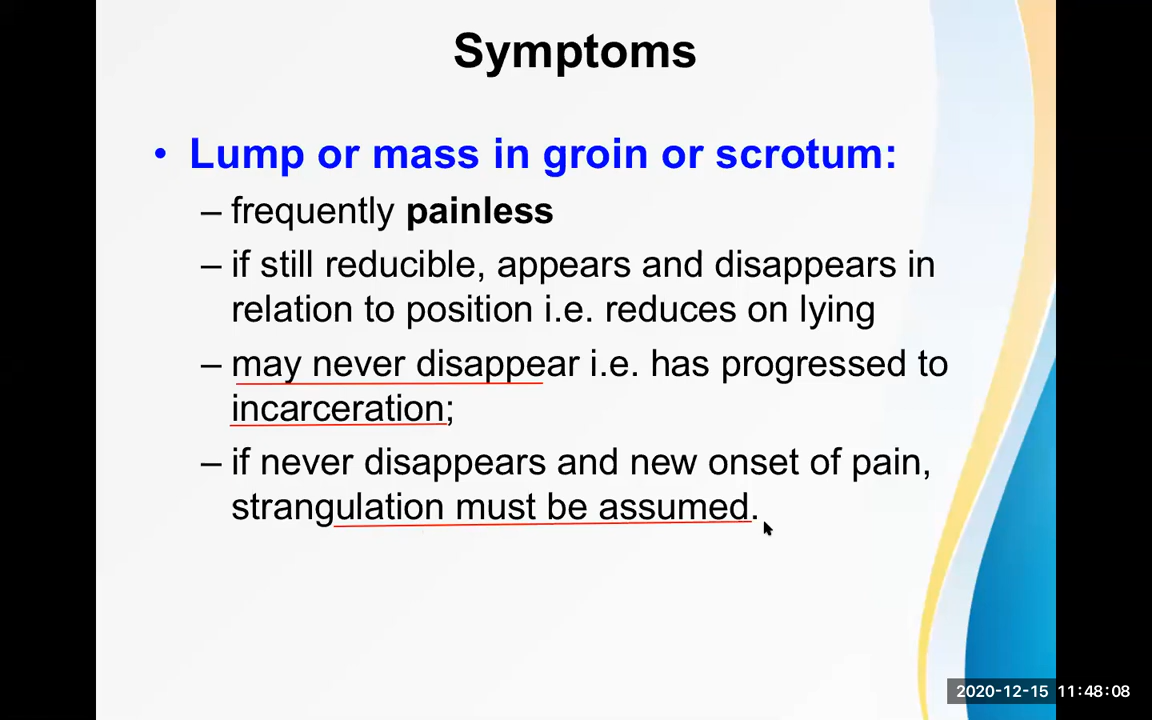 Symptoms
• Lump or mass in groin or scrotum:
– frequently painless
– if still reducible, appears and disappears in
relation to position i.e. reduces on lying
– may never disappear i.e. has progressed to
incarceration;
– if never disappears and new onset of pain,
strangulation must be assumed.
2020-12-15 11:48:08